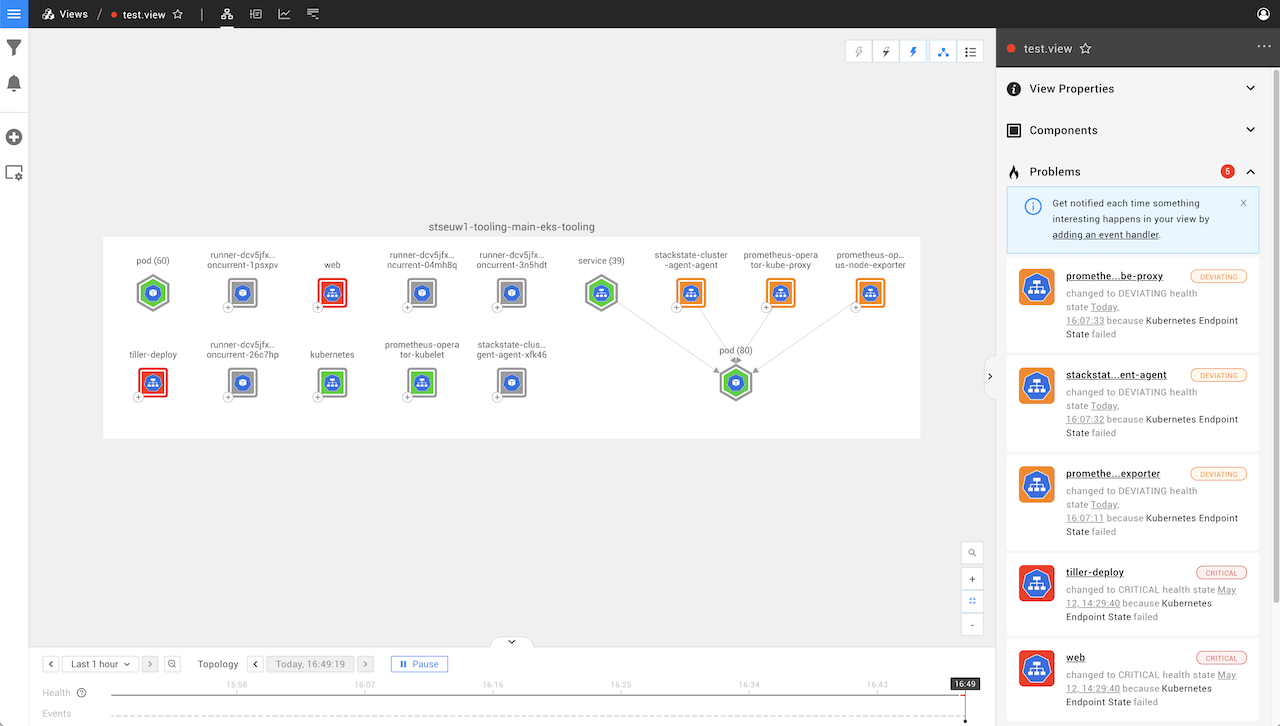 Views / test.view
test.view
View Properties
Components
Problems 5
Get notified each time something
interesting happens in your view by
adding an event handler.
stseuw1-tooling-main-eks-tooling
pod (60)
runner-dcv5jfx...
oncurrent-1psxpv
web
runner-dcv5jfx...
ncurrent-04mh8q
runner-dcv5jfx...
oncurrent-3n5hdt
service (39)
stackstate-cluster
-agent-agent
prometheus-opera
tor-kube-proxy
prometheus-op...
us-node-exporter
tiller-deploy
runner-dcv5jfx...
oncurrent-26c7hp
kubernetes
prometheus-opera
tor-kubelet
stackstate-clus...
gent-agent-xfk46
pod (80)
promethe...be-proxy DEVIATING
changed to DEVIATING health
state Today,
16:07:33 because Kubernetes Endpoint
State failed
stackstat...ent-agent DEVIATING
changed to DEVIATING health
state Today,
16:07:32 because Kubernetes Endpoint
State failed
promethe...exporter DEVIATING
changed to DEVIATING health
state Today,
16:07:11 because Kubernetes Endpoint
State failed
tiller-deploy CRITICAL
changed to CRITICAL health state May
12, 14:29:40 because Kubernetes
Endpoint State failed
web CRITICAL
changed to CRITICAL health state May
12, 14:29:40 because Kubernetes
Endpoint State failed
Last 1 hour Topology Today, 16:49:19 Pause
15:58 16:07 16:16 16:25 16:34 16:43 16:49
Health
Events